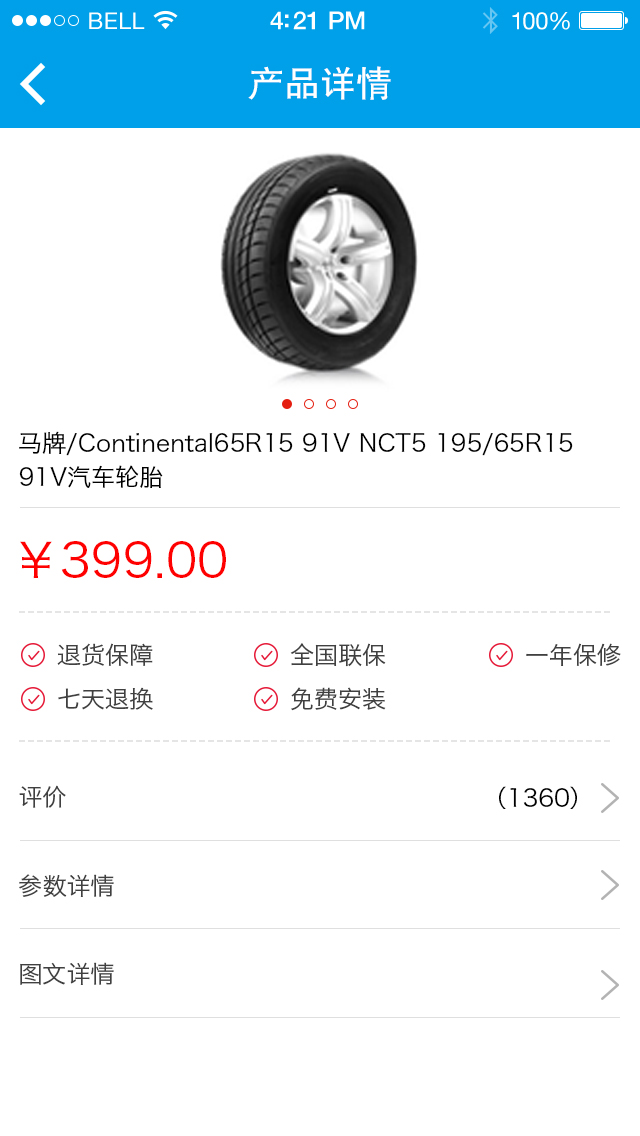 BELL 4:21 PM 100%
产品详情
马牌/Continental65R15 91V NCT5 195/65R15
91V汽车轮胎
￥399.00
退货保障 全国联保 一年保修
七天退换 免费安装
评价 （1360）
参数详情
图文详情